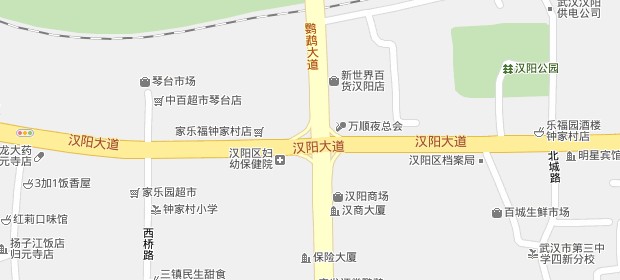 武汉汉阳
供电公司
鹦鹉大道
汉阳公园
新世界百
货汉阳店
琴台市场
中百超市琴台店
万顺夜总会
乐福园酒楼
钟家村店
家乐福钟家村店
汉阳大道
汉阳大道
汉阳大道
汉阳区妇
幼保健院
汉阳区档案局
北城路
明星宾馆
龙大药
元寺店
3加1饭香屋
家乐园超市
钟家村小学
汉阳商场
汉商大厦
百城生鲜市场
红莉口味馆
西桥路
扬子江饭店
归元寺店
保险大厦
武汉市第三中
学四新分校
三镇民生甜食